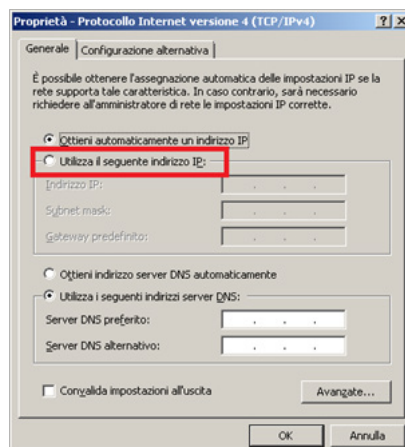 Proprietà - Protocollo Internet versione 4 (TCP/IPv4)
Generale
Configurazione alternativa
È possibile ottenere l'assegnazione automatica delle impostazioni IP se la
rete supporta tale caratteristica. In caso contrario, sarà necessario
richiedere all'amministratore di rete le impostazioni IP corrette.
Ottieni automaticamente un indirizzo IP
Utilizza il seguente indirizzo IP:
Indirizzo IP:
Subnet mask:
Gateway predefinito:
Ottieni indirizzo server DNS automaticamente
Utilizza i seguenti indirizzi server DNS:
Server DNS preferito:
Server DNS alternativo:
Convalida impostazioni all'uscita
Avanzate...
OK
Annulla